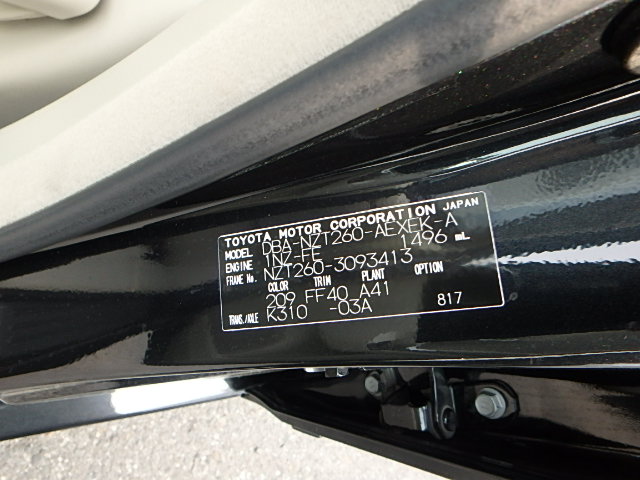 TOYOTA MOTOR CORPORATION JAPAN
MODEL DBA-NZT260-AEXEK-A
ENGINE 1NZ-FE 1496 mL
FRAME No. NZT260-3093413
COLOR TRIM PLANT OPTION
209 FF40 A41
TRANS./AXLE K310 -03A 817